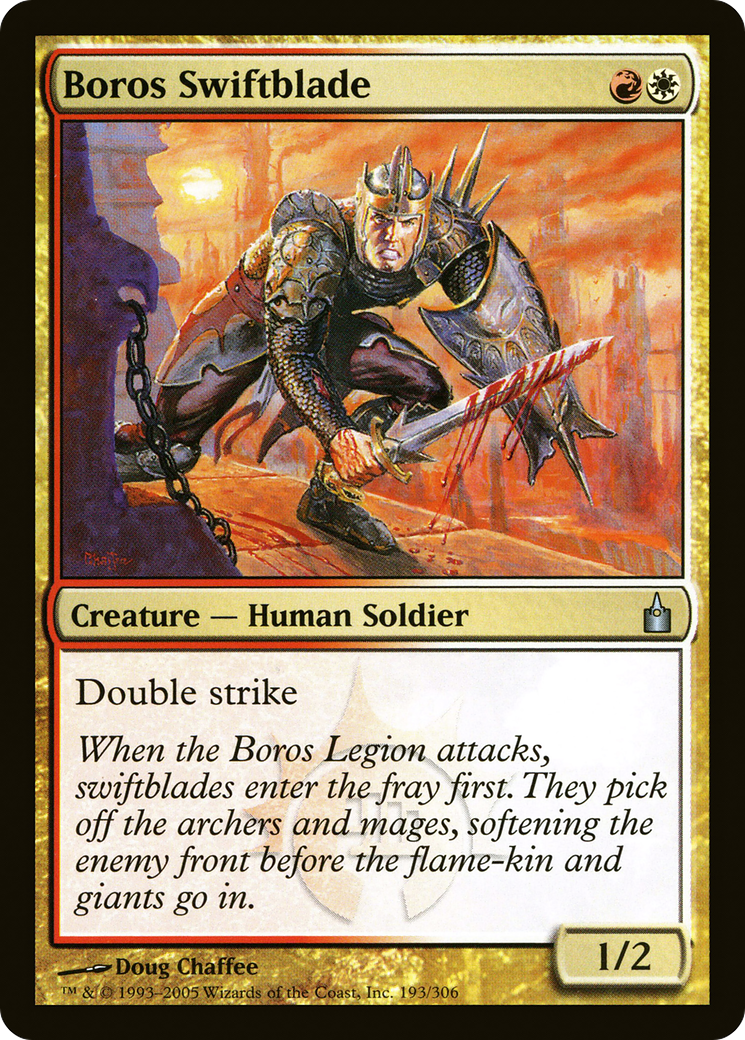 Boros Swiftblade
Creature — Human Soldier
Double strike
When the Boros Legion attacks,
swiftblades enter the fray first. They pick
off the archers and mages, softening the
enemy front before the flame-kin and
giants go in.
1/2
Doug Chaffee
™ & © 1993–2005 Wizards of the Coast, Inc. 193/306